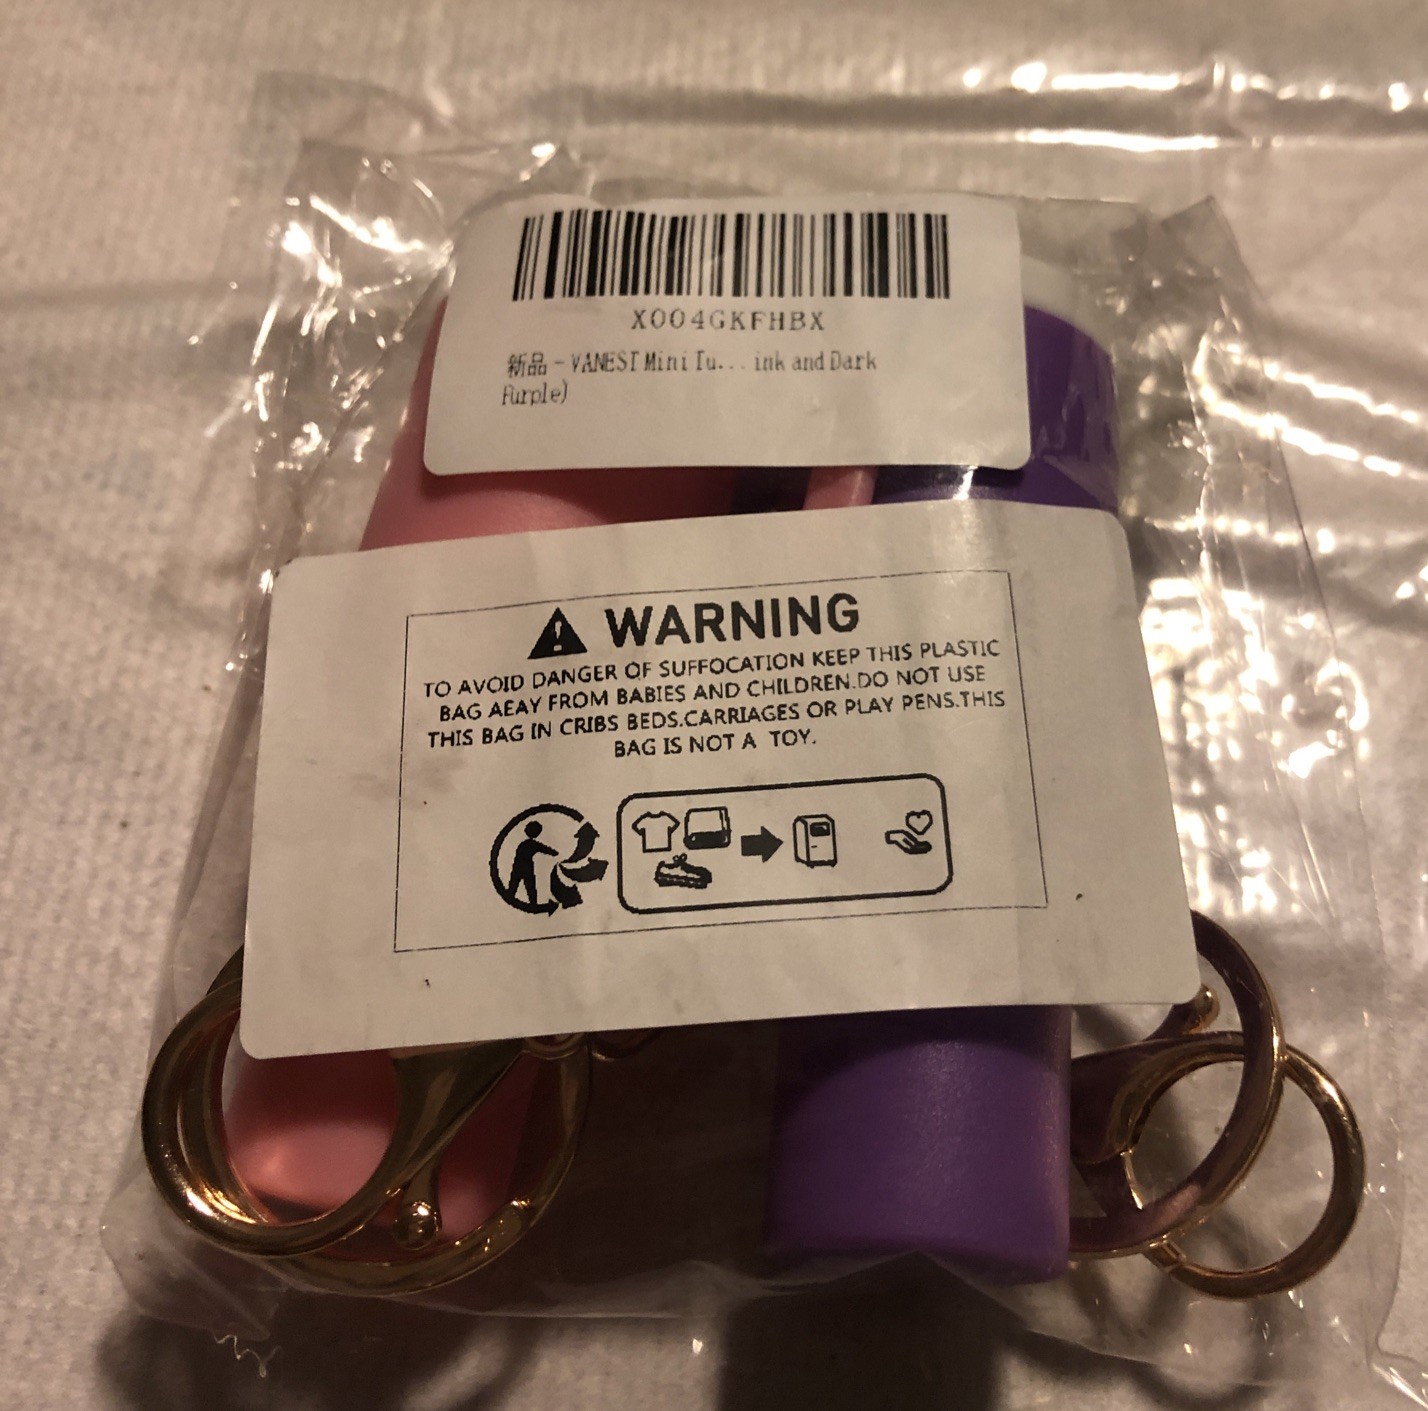 X004GKFHBX
新品 - VANEST Mini Tu... ink and Dark
Purple)
WARNING
TO AVOID DANGER OF SUFFOCATION KEEP THIS PLASTIC
BAG AEAY FROM BABIES AND CHILDREN.DO NOT USE
THIS BAG IN CRIBS BEDS.CARRIAGES OR PLAY PENS.THIS
BAG IS NOT A TOY.